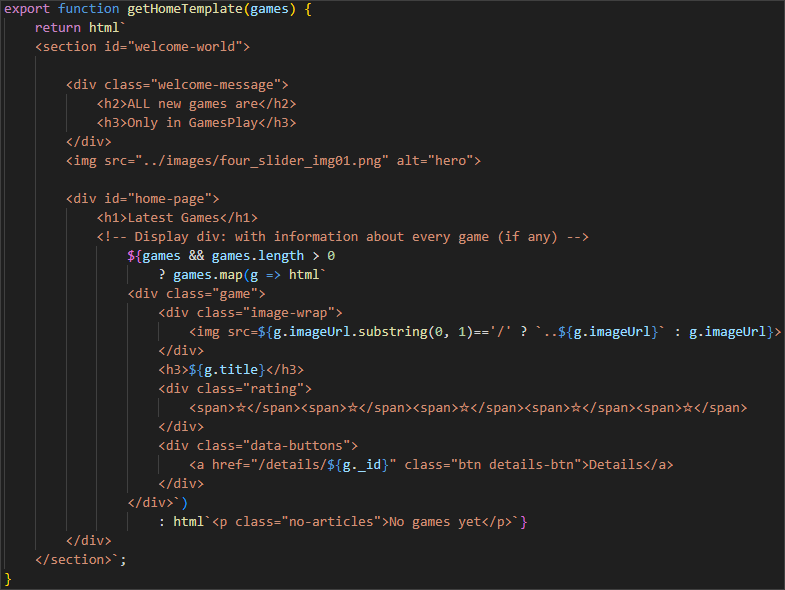 export function getHomeTemplate(games) {
    return html`
    <section id="welcome-world">

        <div class="welcome-message">
            <h2>ALL new games are</h2>
            <h3>Only in GamesPlay</h3>
        </div>
        <img src="../images/four_slider_img01.png" alt="hero">

        <div id="home-page">
            <h1>Latest Games</h1>
            <!-- Display div: with information about every game (if any) -->
                ${games && games.length > 0
                    ? games.map(g => html`
                <div class="game">
                    <div class="image-wrap">
                        <img src=${g.imageUrl.substring(0, 1)=='/' ? `..${g.imageUrl}` : g.imageUrl}>
                    </div>
                    <h3>${g.title}</h3>
                    <div class="rating">
                        <span>☆</span><span>☆</span><span>☆</span><span>☆</span><span>☆</span>
                    </div>
                    <div class="data-buttons">
                        <a href="/details/${g._id}" class="btn details-btn">Details</a>
                    </div>
                </div>`)
                    : html`<p class="no-articles">No games yet</p>`}
        </div>
    </section>`;
}